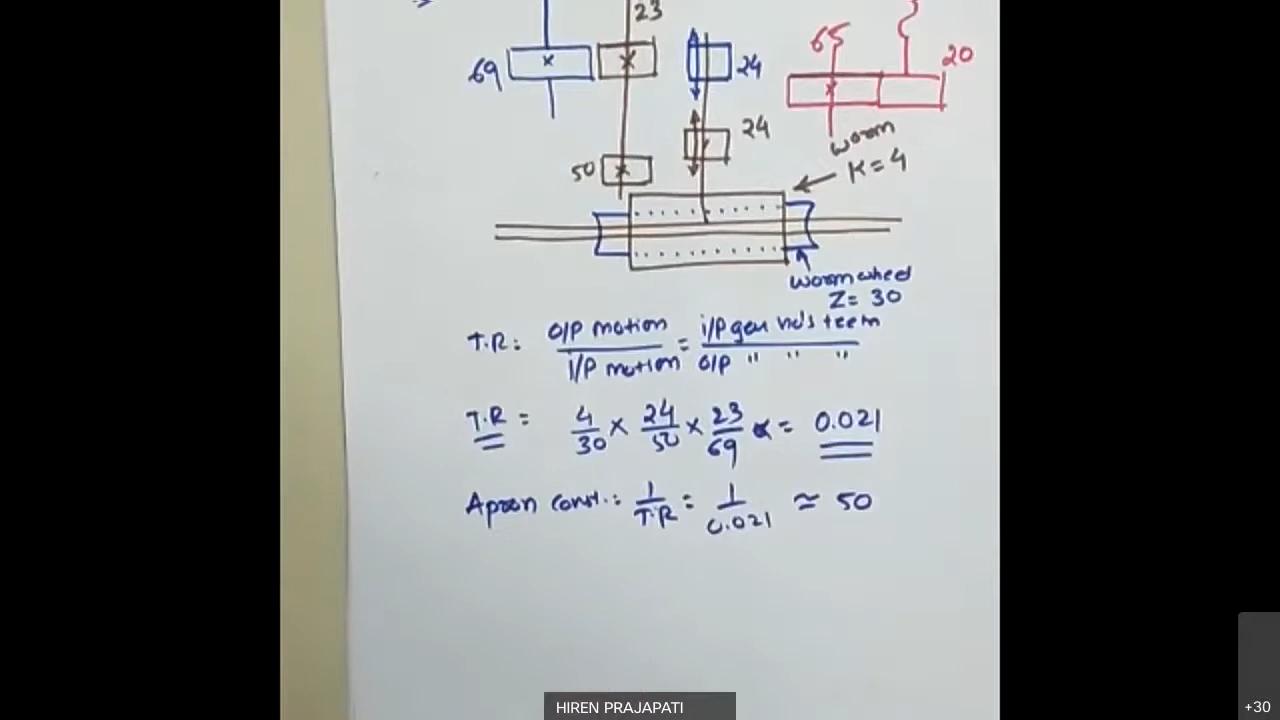 23
69
24
65
20
24
worm
K = 4
50
worm wheel
Z = 30
T.R : O/P motion / I/P motion = i/P gear no's teeth / O/P " " "
T.R = 4/30 × 24/50 × 23/69 × = 0.021
Apron const. : 1/T.R = 1/0.021 ≈ 50
HIREN PRAJAPATI
+30